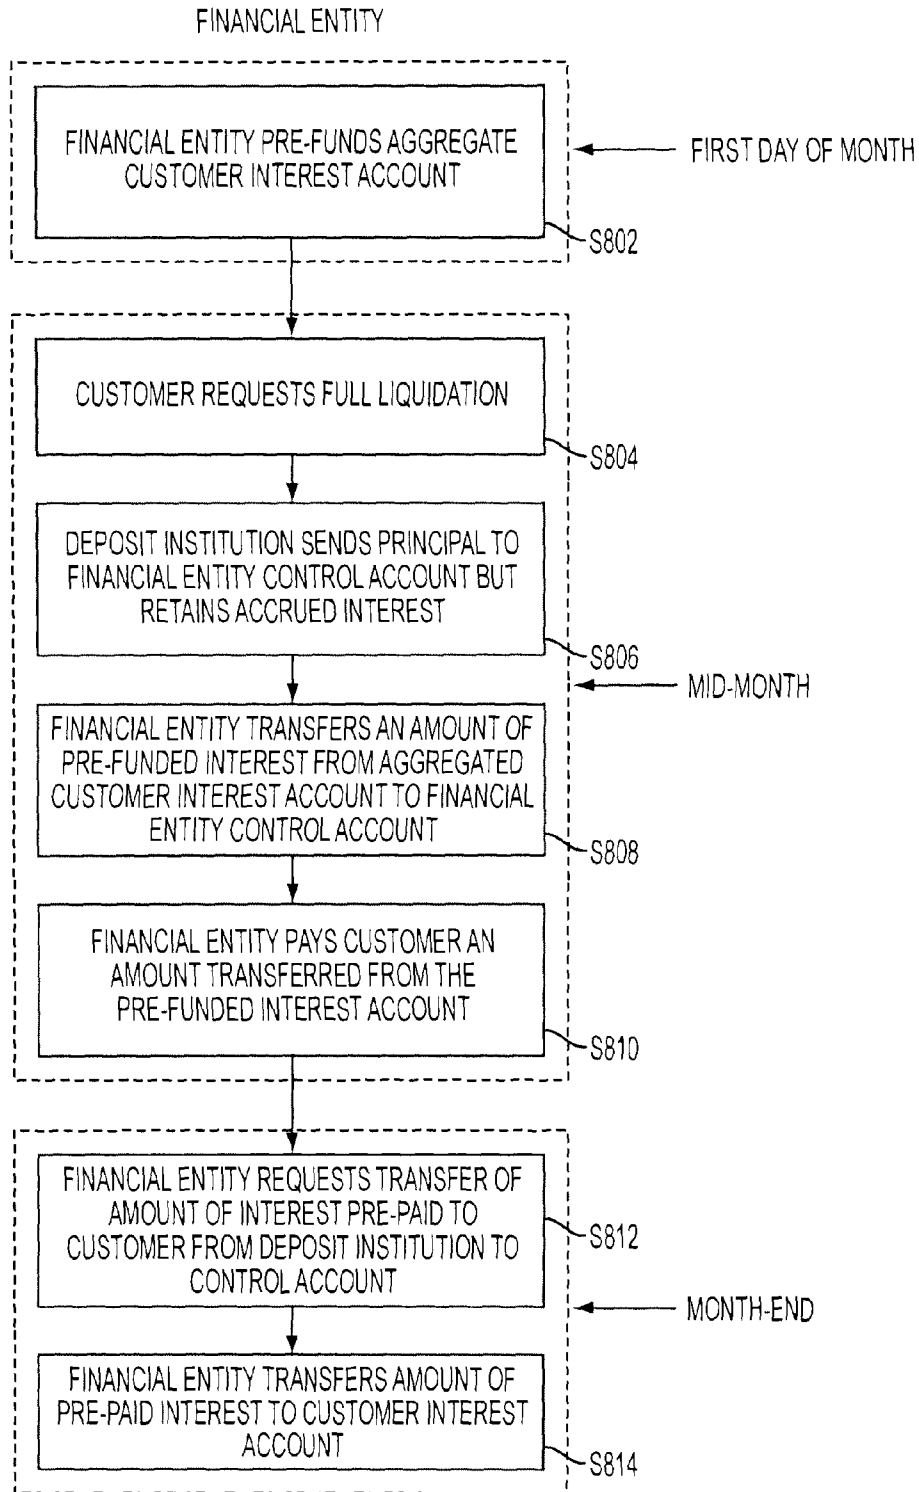 FINANCIAL ENTITY
FINANCIAL ENTITY PRE-FUNDS AGGREGATE
CUSTOMER INTEREST ACCOUNT
FIRST DAY OF MONTH
S802
CUSTOMER REQUESTS FULL LIQUIDATION
S804
DEPOSIT INSTITUTION SENDS PRINCIPAL TO
FINANCIAL ENTITY CONTROL ACCOUNT BUT
RETAINS ACCRUED INTEREST
S806
MID-MONTH
FINANCIAL ENTITY TRANSFERS AN AMOUNT OF
PRE-FUNDED INTEREST FROM AGGREGATED
CUSTOMER INTEREST ACCOUNT TO FINANCIAL
ENTITY CONTROL ACCOUNT
S808
FINANCIAL ENTITY PAYS CUSTOMER AN
AMOUNT TRANSFERRED FROM THE
PRE-FUNDED INTEREST ACCOUNT
S810
FINANCIAL ENTITY REQUESTS TRANSFER OF
AMOUNT OF INTEREST PRE-PAID TO
CUSTOMER FROM DEPOSIT INSTITUTION TO
CONTROL ACCOUNT
S812
MONTH-END
FINANCIAL ENTITY TRANSFERS AMOUNT OF
PRE-PAID INTEREST TO CUSTOMER INTEREST
ACCOUNT
S814